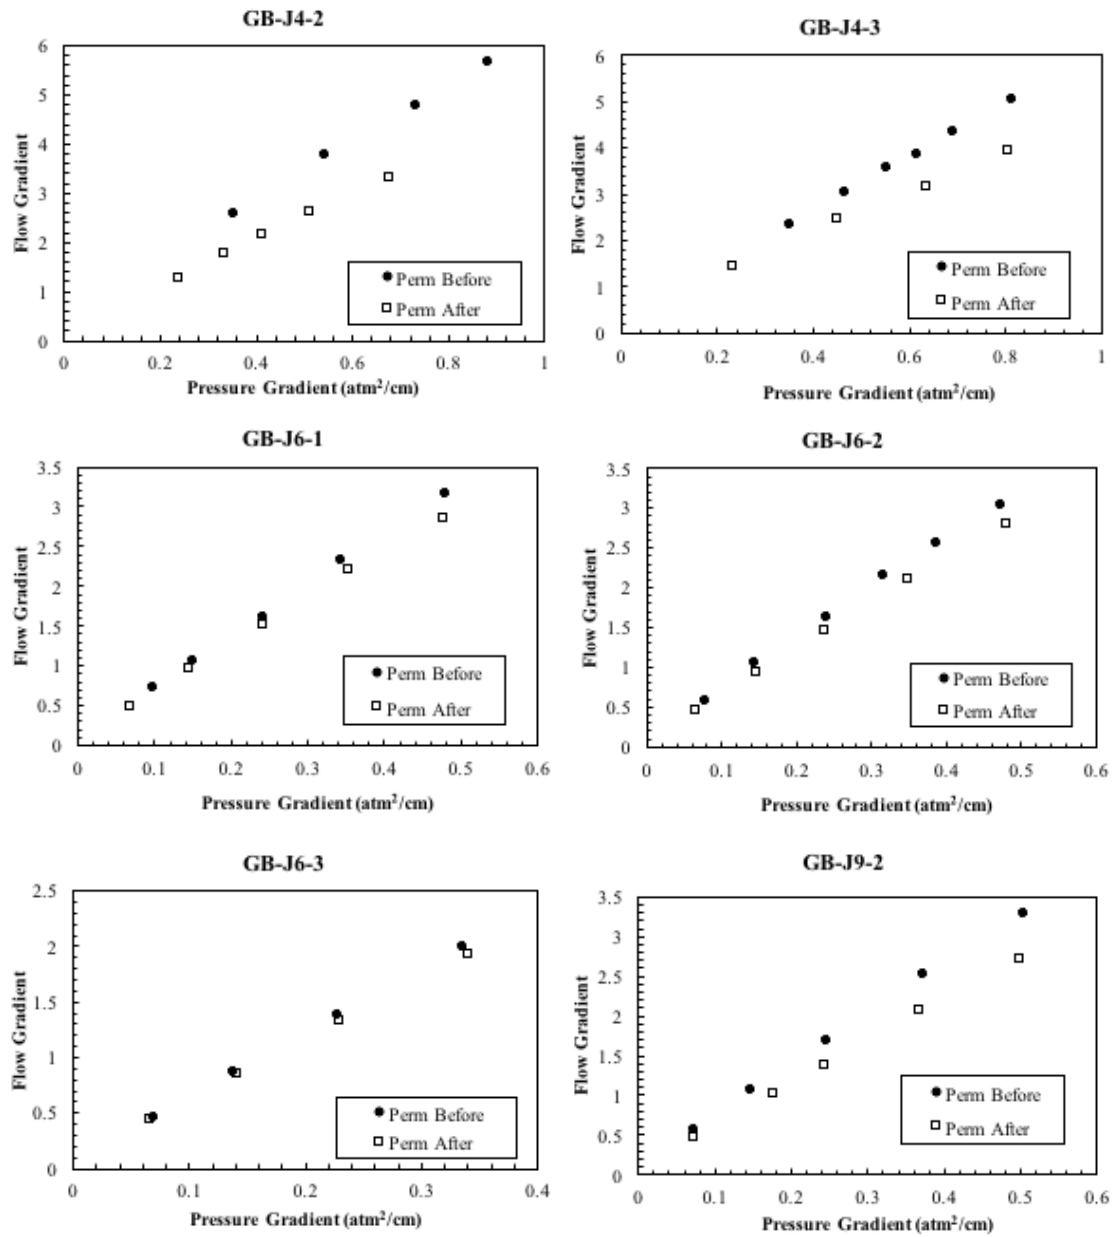 GB-J4-2
6
5
4
3
2
1
0
Flow Gradient
Perm Before
Perm After
0 0.2 0.4 0.6 0.8 1
Pressure Gradient (atm²/cm)
GB-J4-3
6
5
4
3
2
1
0
Flow Gradient
Perm Before
Perm After
0 0.2 0.4 0.6 0.8 1
Pressure Gradient (atm²/cm)
GB-J6-1
3.5
3
2.5
2
1.5
1
0.5
0
Flow Gradient
Perm Before
Perm After
0 0.1 0.2 0.3 0.4 0.5 0.6
Pressure Gradient (atm²/cm)
GB-J6-2
3.5
3
2.5
2
1.5
1
0.5
0
Flow Gradient
Perm Before
Perm After
0 0.1 0.2 0.3 0.4 0.5 0.6
Pressure Gradient (atm²/cm)
GB-J6-3
2.5
2
1.5
1
0.5
0
Flow Gradient
Perm Before
Perm After
0 0.1 0.2 0.3 0.4
Pressure Gradient (atm²/cm)
GB-J9-2
3.5
3
2.5
2
1.5
1
0.5
0
Flow Gradient
Perm Before
Perm After
0 0.1 0.2 0.3 0.4 0.5 0.6
Pressure Gradient (atm²/cm)